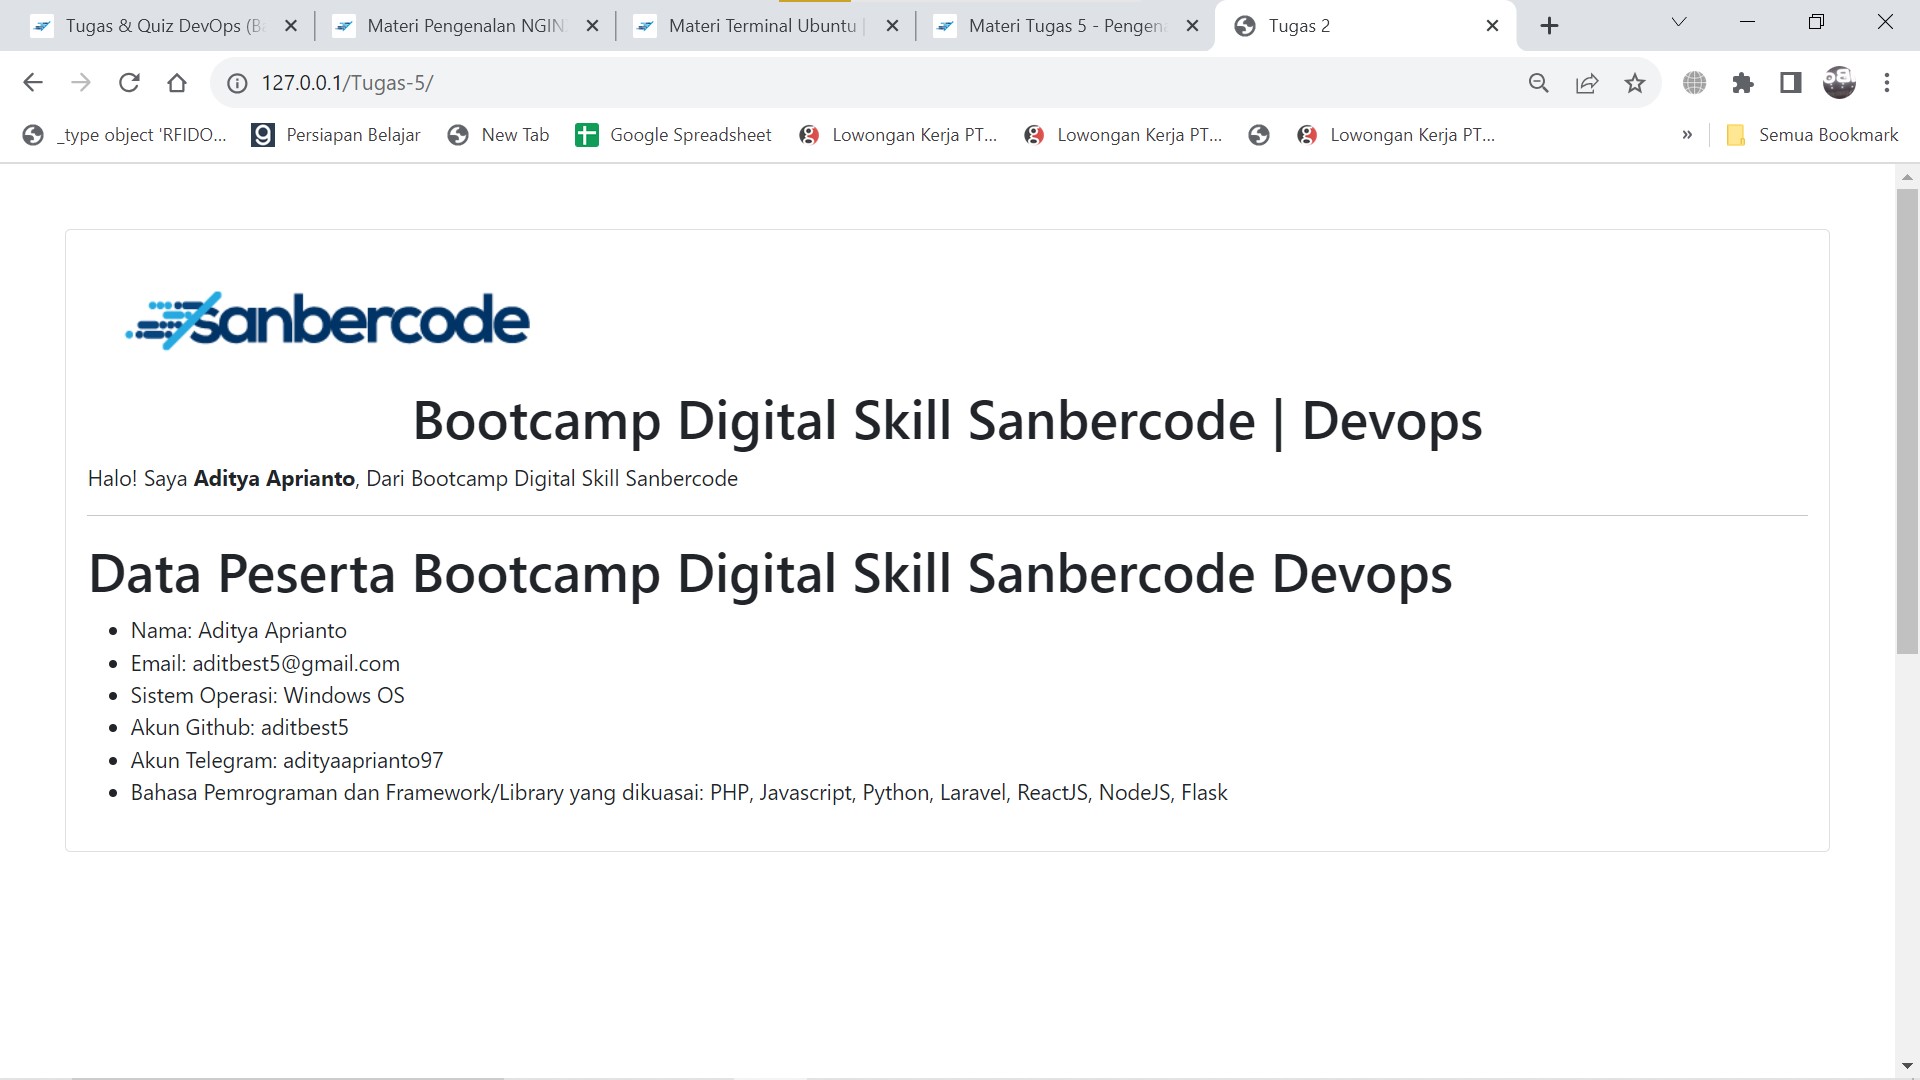 Tugas & Quiz DevOps (Ba
Materi Pengenalan NGIN
Materi Terminal Ubuntu |
Materi Tugas 5 - Pengena
Tugas 2
127.0.0.1/Tugas-5/
_type object 'RFIDO...
Persiapan Belajar
New Tab
Google Spreadsheet
Lowongan Kerja PT...
Lowongan Kerja PT...
Lowongan Kerja PT...
»
Semua Bookmark
sanbercode
Bootcamp Digital Skill Sanbercode | Devops
Halo! Saya Aditya Aprianto, Dari Bootcamp Digital Skill Sanbercode
Data Peserta Bootcamp Digital Skill Sanbercode Devops
• Nama: Aditya Aprianto
• Email: aditbest5@gmail.com
• Sistem Operasi: Windows OS
• Akun Github: aditbest5
• Akun Telegram: adityaaprianto97
• Bahasa Pemrograman dan Framework/Library yang dikuasai: PHP, Javascript, Python, Laravel, ReactJS, NodeJS, Flask